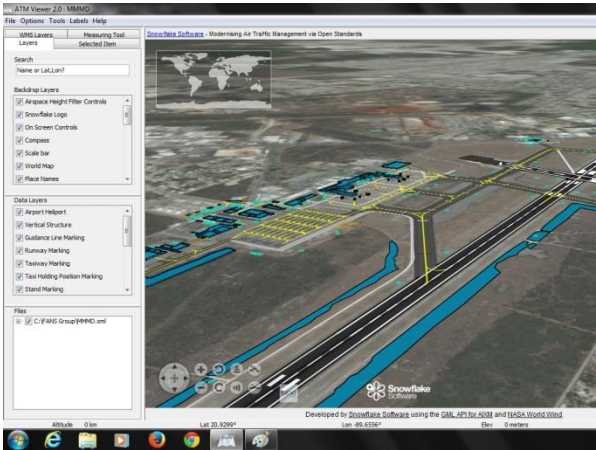 ATM Viewer 2.0 : MMMD
File Options Tools Labels Help
WMS Layers Measuring Tool
Layers Selected Item
Snowflake Software - Modernising Air Traffic Management via Open Standards
Search
Name or Lat,Lon?
Backdrop Layers
Airspace Height Filter Controls
Snowflake Logo
On Screen Controls
Compass
Scale bar
World Map
Place Names
Data Layers
Airport Heliport
Vertical Structure
Guidance Line Marking
Runway Marking
Taxiway Marking
Taxi Holding Position Marking
Stand Marking
Files
C:\FANS Group\MMMD.xml
Snowflake
Software
Developed by Snowflake Software using the GML API for AIXM and NASA World Wind
Altitude 0 km Lat 20.9299° Lon -89.6556° Elev 0 meters